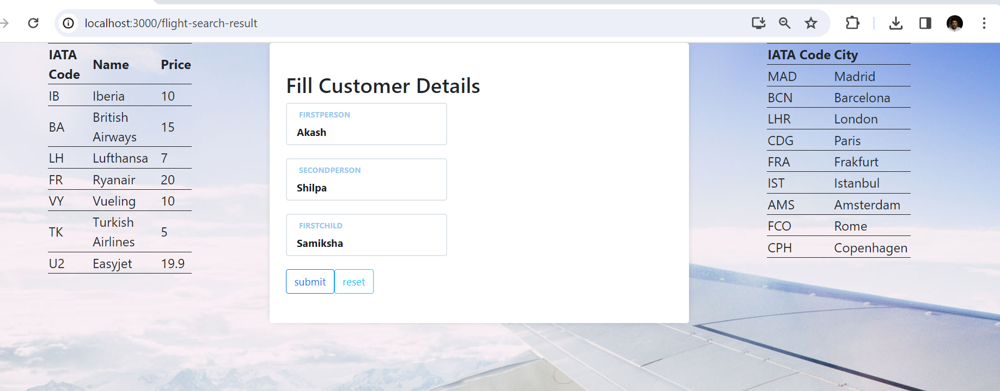 localhost:3000/flight-search-result
IATA Code Name Price
IB Iberia 10
BA British Airways 15
LH Lufthansa 7
FR Ryanair 20
VY Vueling 10
TK Turkish Airlines 5
U2 Easyjet 19.9
Fill Customer Details
FIRSTPERSON
Akash
SECONDPERSON
Shilpa
FIRSTCHILD
Samiksha
submit reset
IATA Code City
MAD Madrid
BCN Barcelona
LHR London
CDG Paris
FRA Frakfurt
IST Istanbul
AMS Amsterdam
FCO Rome
CPH Copenhagen